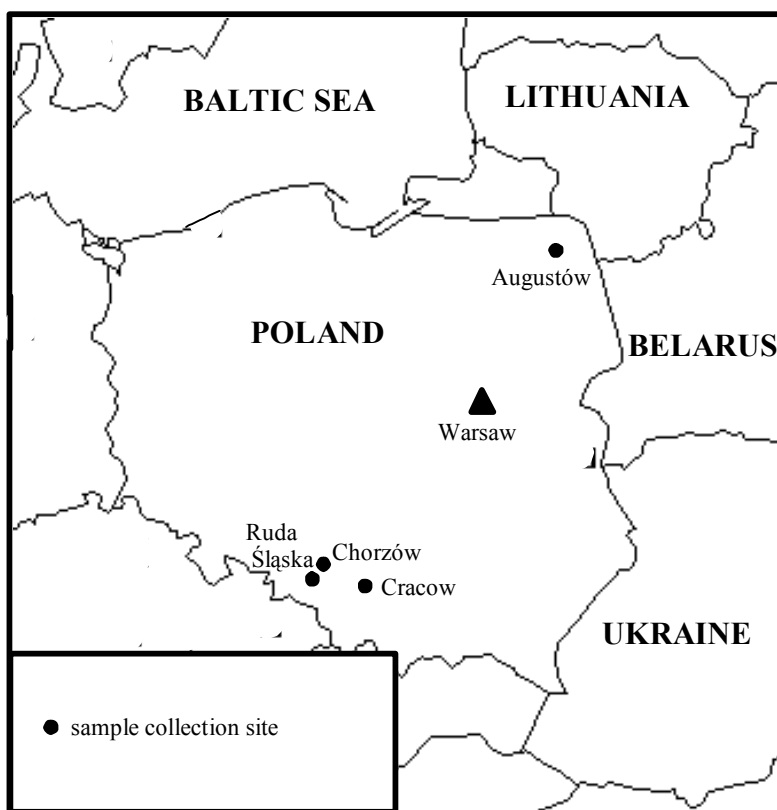 BALTIC SEA
LITHUANIA
Augustów
POLAND
BELARUS
Warsaw
Ruda
Śląska
Chorzów
Cracow
UKRAINE
sample collection site